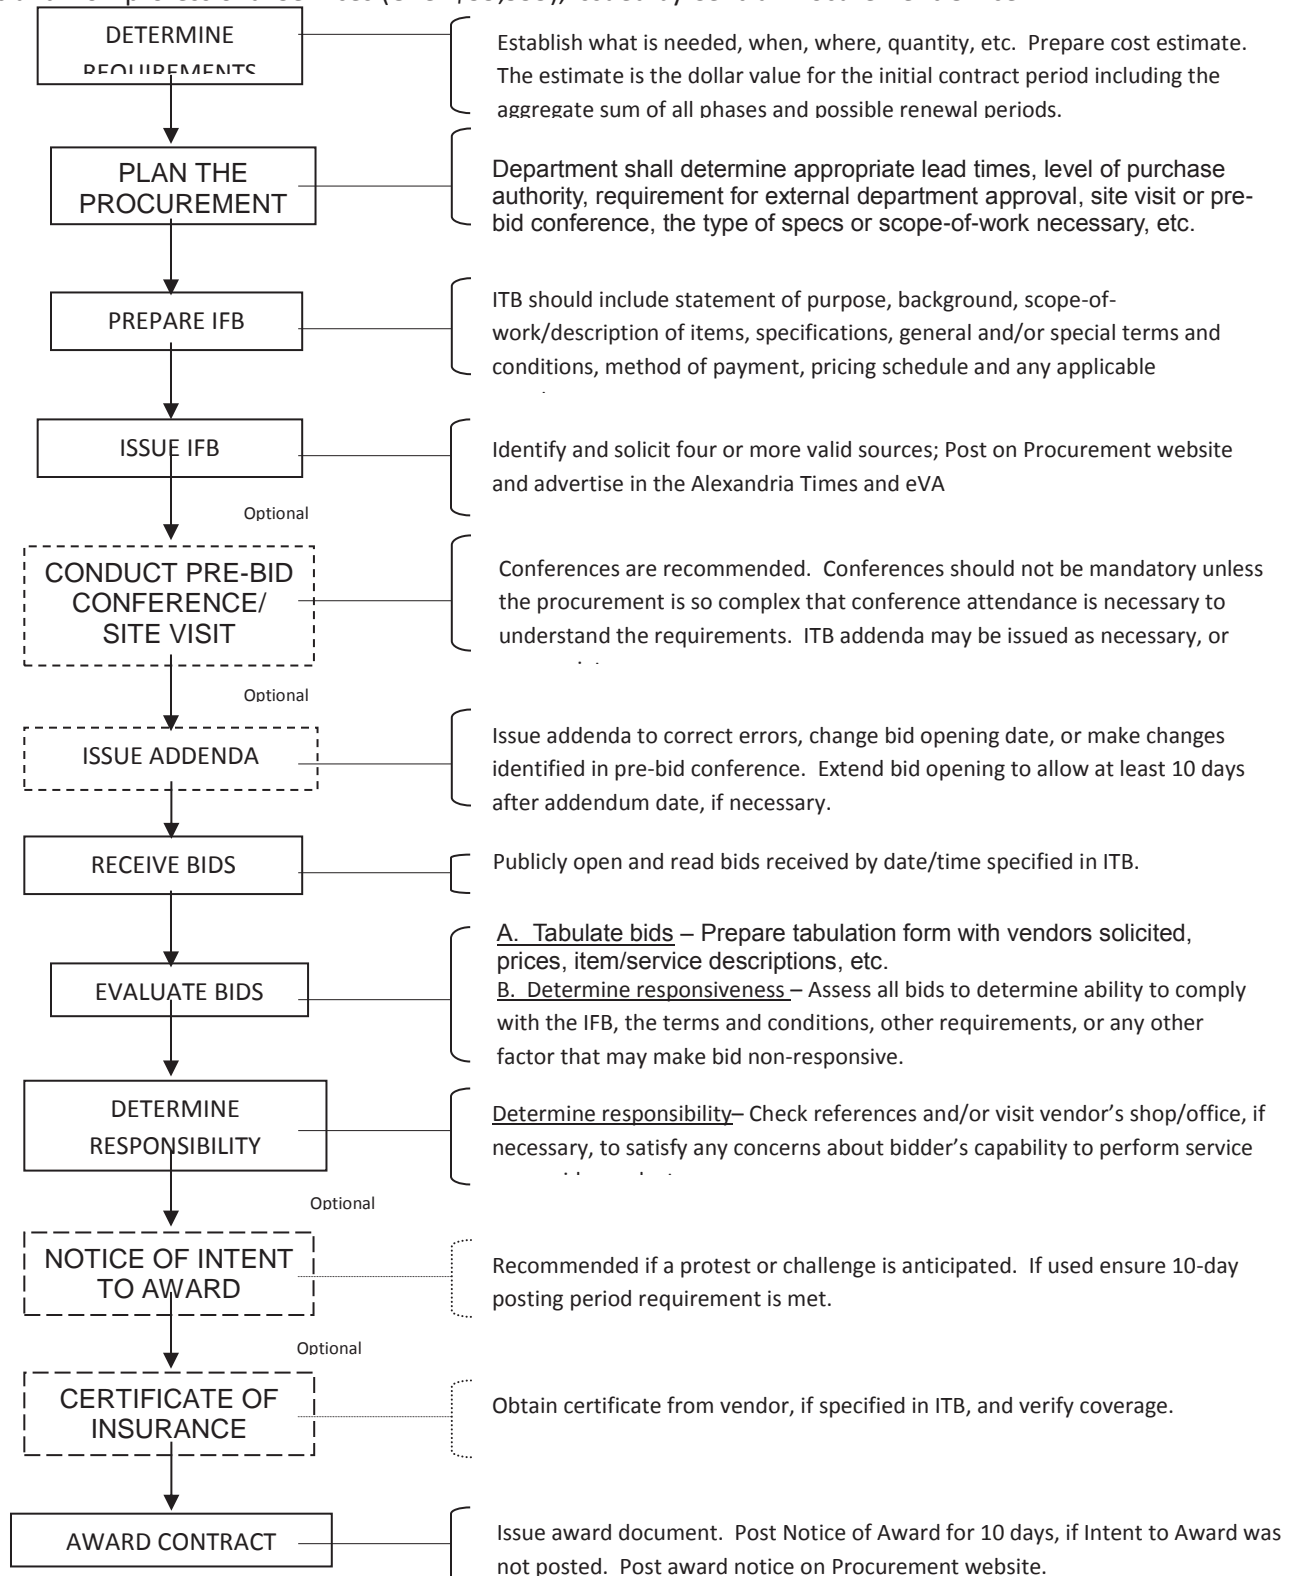 DETERMINE
REQUIREMENTS
Establish what is needed, when, where, quantity, etc.  Prepare cost estimate.
The estimate is the dollar value for the initial contract period including the
aggregate sum of all phases and possible renewal periods.
PLAN THE
PROCUREMENT
Department shall determine appropriate lead times, level of purchase
authority, requirement for external department approval, site visit or pre-
bid conference, the type of specs or scope-of-work necessary, etc.
PREPARE IFB
ITB should include statement of purpose, background, scope-of-
work/description of items, specifications, general and/or special terms and
conditions, method of payment, pricing schedule and any applicable
ISSUE IFB
Identify and solicit four or more valid sources; Post on Procurement website
and advertise in the Alexandria Times and eVA
Optional
CONDUCT PRE-BID
CONFERENCE/
SITE VISIT
Conferences are recommended.  Conferences should not be mandatory unless
the procurement is so complex that conference attendance is necessary to
understand the requirements.  ITB addenda may be issued as necessary, or
Optional
ISSUE ADDENDA
Issue addenda to correct errors, change bid opening date, or make changes
identified in pre-bid conference.  Extend bid opening to allow at least 10 days
after addendum date, if necessary.
RECEIVE BIDS
Publicly open and read bids received by date/time specified in ITB.
EVALUATE BIDS
A.  Tabulate bids – Prepare tabulation form with vendors solicited,
prices, item/service descriptions, etc.
B.  Determine responsiveness – Assess all bids to determine ability to comply
with the IFB, the terms and conditions, other requirements, or any other
factor that may make bid non-responsive.
DETERMINE
RESPONSIBILITY
Determine responsibility– Check references and/or visit vendor's shop/office, if
necessary, to satisfy any concerns about bidder's capability to perform service
Optional
NOTICE OF INTENT
TO AWARD
Recommended if a protest or challenge is anticipated.  If used ensure 10-day
posting period requirement is met.
Optional
CERTIFICATE OF
INSURANCE
Obtain certificate from vendor, if specified in ITB, and verify coverage.
AWARD CONTRACT
Issue award document.  Post Notice of Award for 10 days, if Intent to Award was
not posted.  Post award notice on Procurement website.